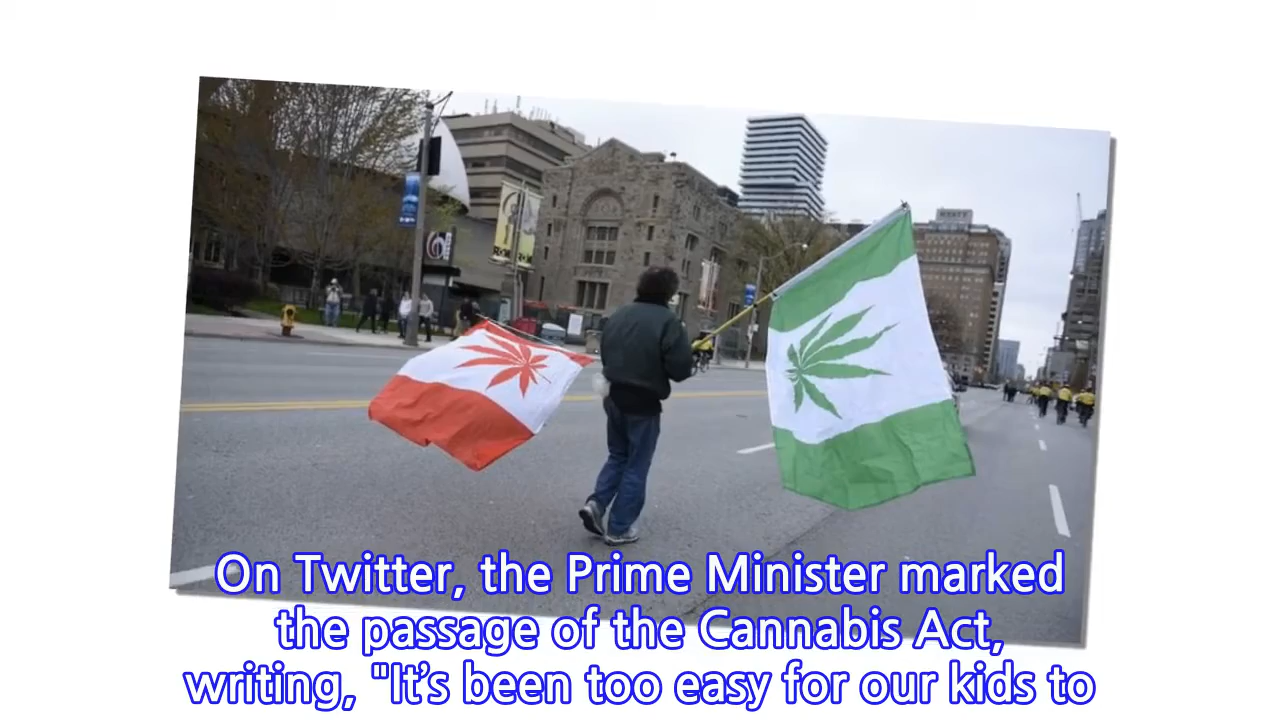 HYATT
On Twitter, the Prime Minister marked
the passage of the Cannabis Act,
writing, "It’s been too easy for our kids to